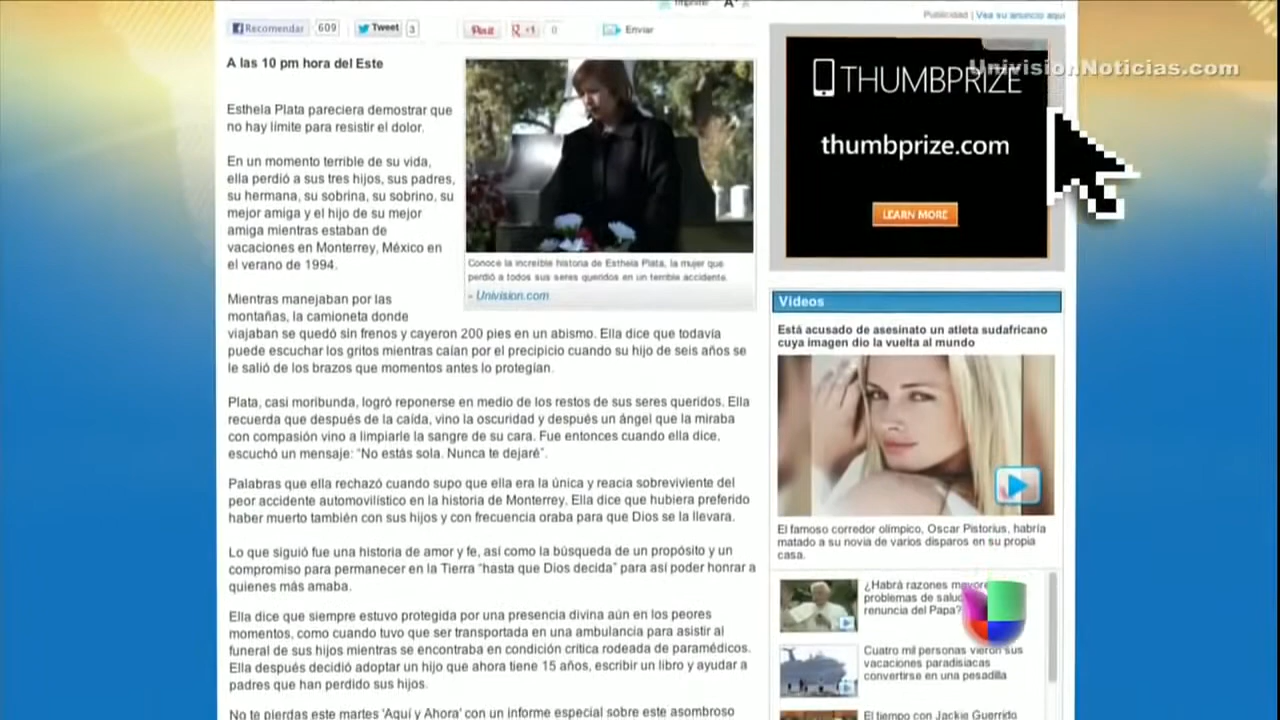 Imprimir
A
Recomendar 609
Tweet 3
Pin it
+1 0
Enviar
Publicidad | Vea su anuncio aquí
UnivisionNoticias.com
A las 10 pm hora del Este
Esthela Plata pareciera demostrar que
no hay límite para resistir el dolor.
En un momento terrible de su vida,
ella perdió a sus tres hijos, sus padres,
su hermana, su sobrina, su sobrino, su
mejor amiga y el hijo de su mejor
amiga mientras estaban de
vacaciones en Monterrey, México en
el verano de 1994.
Mientras manejaban por las
montañas, la camioneta donde
viajaban se quedó sin frenos y cayeron 200 pies en un abismo. Ella dice que todavía
puede escuchar los gritos mientras caían por el precipicio cuando su hijo de seis años se
le salió de los brazos que momentos antes lo protegían.
Plata, casi moribunda, logró reponerse en medio de los restos de sus seres queridos. Ella
recuerda que después de la caída, vino la oscuridad y después un ángel que la miraba
con compasión vino a limpiarle la sangre de su cara. Fue entonces cuando ella dice,
escuchó un mensaje: “No estás sola. Nunca te dejaré”.
Palabras que ella rechazó cuando supo que ella era la única y reacia sobreviviente del
peor accidente automovilístico en la historia de Monterrey. Ella dice que hubiera preferido
haber muerto también con sus hijos y con frecuencia oraba para que Dios se la llevara.
Lo que siguió fue una historia de amor y fe, así como la búsqueda de un propósito y un
compromiso para permanecer en la Tierra “hasta que Dios decida” para así poder honrar a
quienes más amaba.
Ella dice que siempre estuvo protegida por una presencia divina aún en los peores
momentos, como cuando tuvo que ser transportada en una ambulancia para asistir al
funeral de sus hijos mientras se encontraba en condición crítica rodeada de paramédicos.
Ella después decidió adoptar un hijo que ahora tiene 15 años, escribir un libro y ayudar a
padres que han perdido sus hijos.
No te pierdas este martes 'Aquí y Ahora' con un informe especial sobre este asombroso
Conoce la increíble historia de Esthela Plata, la mujer que
perdió a todos sus seres queridos en un terrible accidente.
- Univision.com
THUMBPRIZE
thumbprize.com
LEARN MORE
Videos
Está acusado de asesinato un atleta sudafricano
cuya imagen dio la vuelta al mundo
El famoso corredor olímpico, Oscar Pistorius, habría
matado a su novia de varios disparos en su propia
casa.
¿Habrá razones mayores
problemas de salud
renuncia del Papa?
Cuatro mil personas vieron sus
vacaciones paradisíacas
convertirse en una pesadilla
El tiempo con Jackie Guerrido